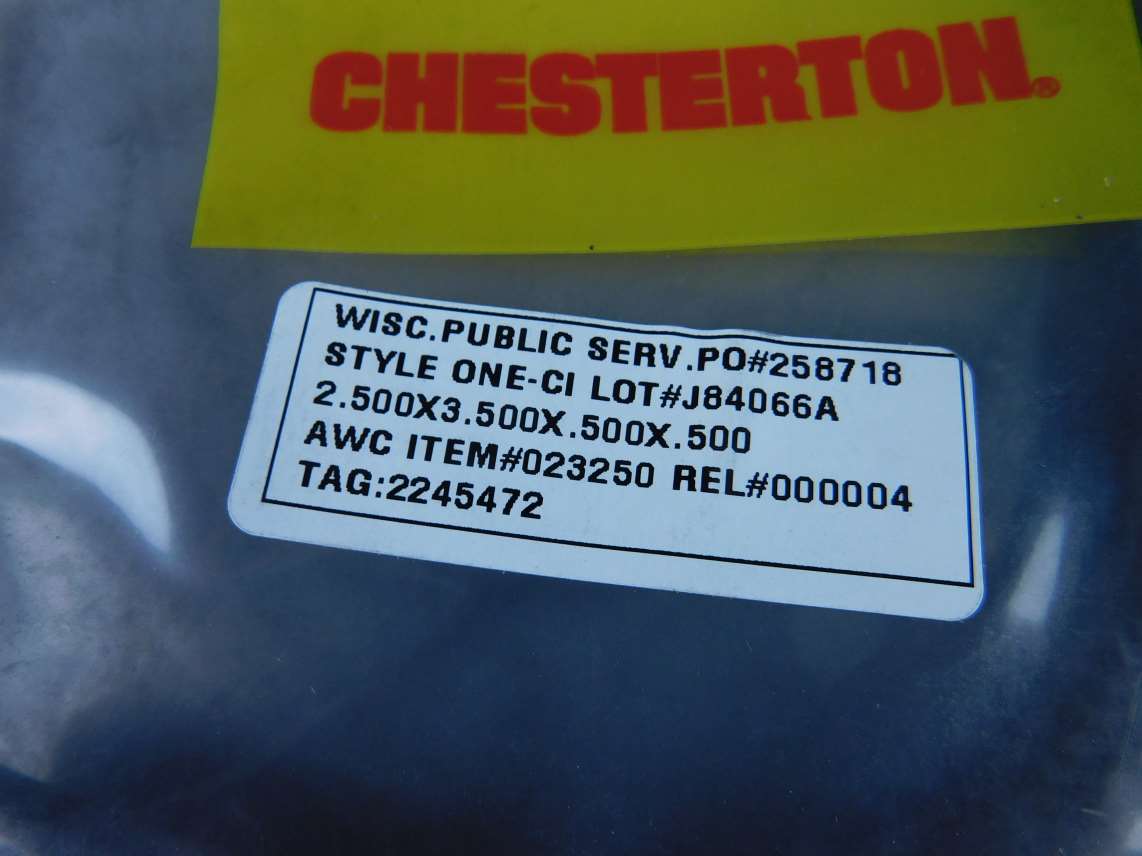 CHESTERTON.®
WISC.PUBLIC SERV.PO#258718
STYLE ONE-CI LOT#J84066A
2.500X3.500X.500X.500
AWC ITEM#023250 REL#000004
TAG:2245472